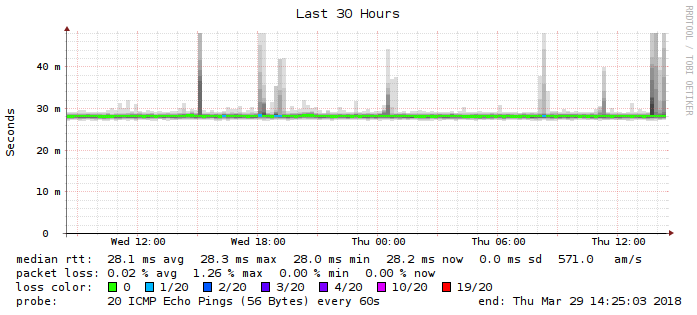 Last 30 Hours
RRDTOOL / TOBI OETIKER
Seconds
40 m
30 m
20 m
10 m
0
Wed 12:00 Wed 18:00 Thu 00:00 Thu 06:00 Thu 12:00
median rtt: 28.1 ms avg 28.3 ms max 28.0 ms min 28.2 ms now 0.0 ms sd 571.0 am/s
packet loss: 0.02 % avg 1.26 % max 0.00 % min 0.00 % now
loss color: 0 1/20 2/20 3/20 4/20 10/20 19/20
probe: 20 ICMP Echo Pings (56 Bytes) every 60s end: Thu Mar 29 14:25:03 2018